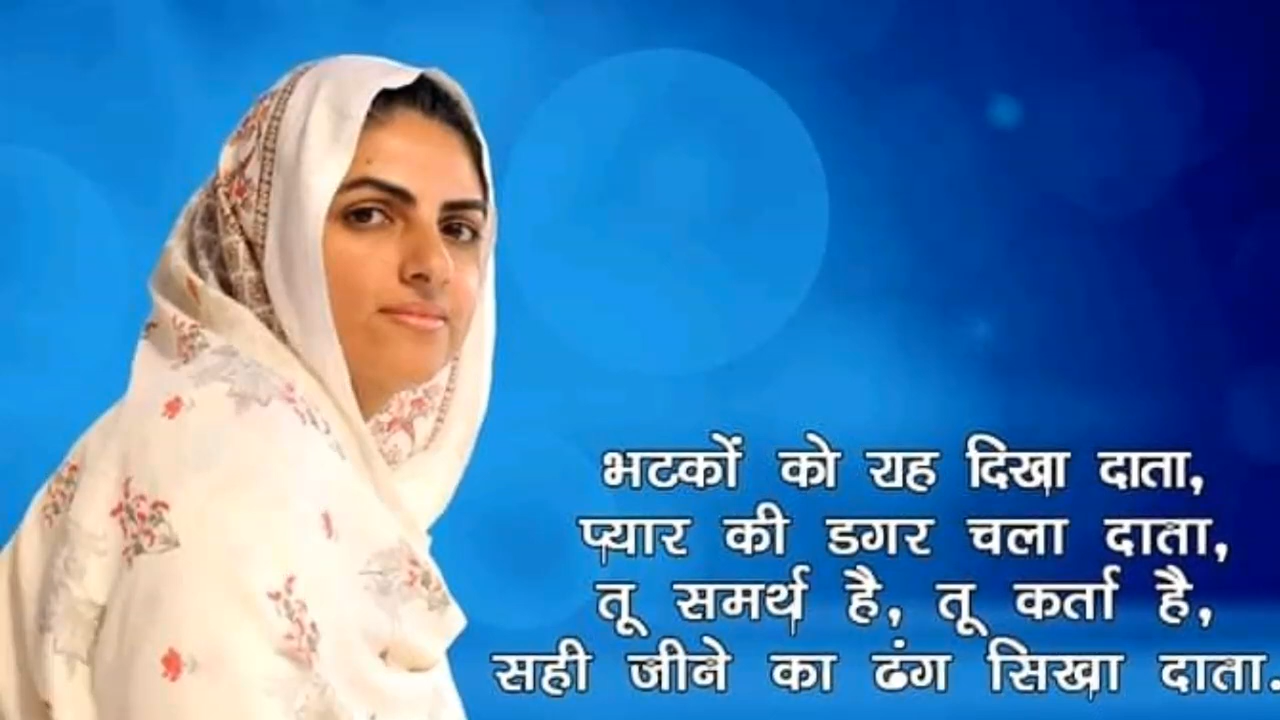 भटकों को राह दिखा दाता,
प्यार की डगर चला दाता,
तू समर्थ है, तू कर्ता है,
सही जीने का ढंग सिखा दाता.